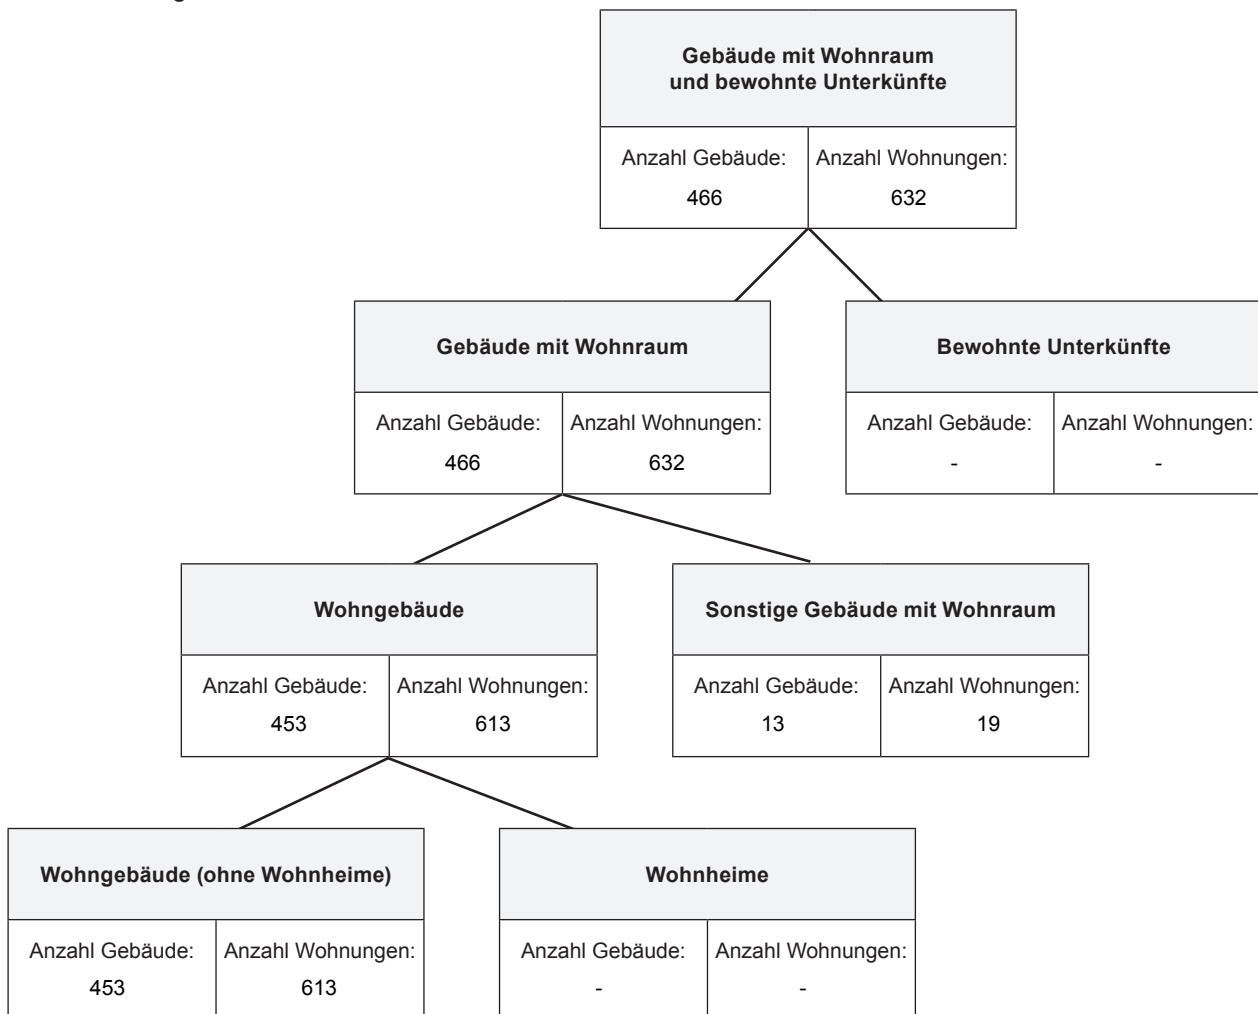 Gebäude mit Wohnraum
und bewohnte Unterkünfte
Anzahl Gebäude:
Anzahl Wohnungen:
466
632
Gebäude mit Wohnraum
Bewohnte Unterkünfte
Anzahl Gebäude:
Anzahl Wohnungen:
Anzahl Gebäude:
Anzahl Wohnungen:
466
632
-
-
Wohngebäude
Sonstige Gebäude mit Wohnraum
Anzahl Gebäude:
Anzahl Wohnungen:
Anzahl Gebäude:
Anzahl Wohnungen:
453
613
13
19
Wohngebäude (ohne Wohnheime)
Wohnheime
Anzahl Gebäude:
Anzahl Wohnungen:
Anzahl Gebäude:
Anzahl Wohnungen:
453
613
-
-